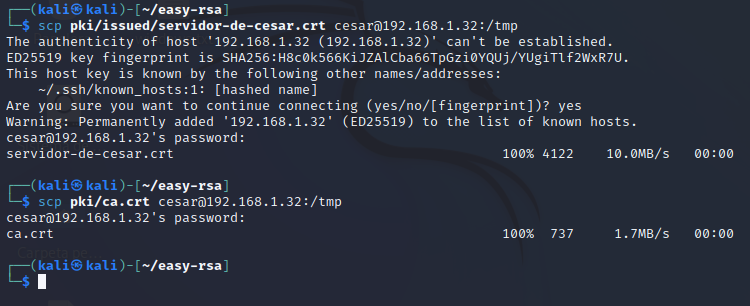 ┌──(kali㉿kali)-[~/easy-rsa]
└─$ scp pki/issued/servidor-de-cesar.crt cesar@192.168.1.32:/tmp
The authenticity of host '192.168.1.32 (192.168.1.32)' can't be established.
ED25519 key fingerprint is SHA256:H8c0k566KiJZAlCba66TpGzi0YQUj/YUgiTlf2WxR7U.
This host key is known by the following other names/addresses:
    ~/.ssh/known_hosts:1: [hashed name]
Are you sure you want to continue connecting (yes/no/[fingerprint])? yes
Warning: Permanently added '192.168.1.32' (ED25519) to the list of known hosts.
cesar@192.168.1.32's password:
servidor-de-cesar.crt                         100% 4122    10.0MB/s   00:00

┌──(kali㉿kali)-[~/easy-rsa]
└─$ scp pki/ca.crt cesar@192.168.1.32:/tmp
cesar@192.168.1.32's password:
ca.crt                                        100%  737     1.7MB/s   00:00

┌──(kali㉿kali)-[~/easy-rsa]
└─$